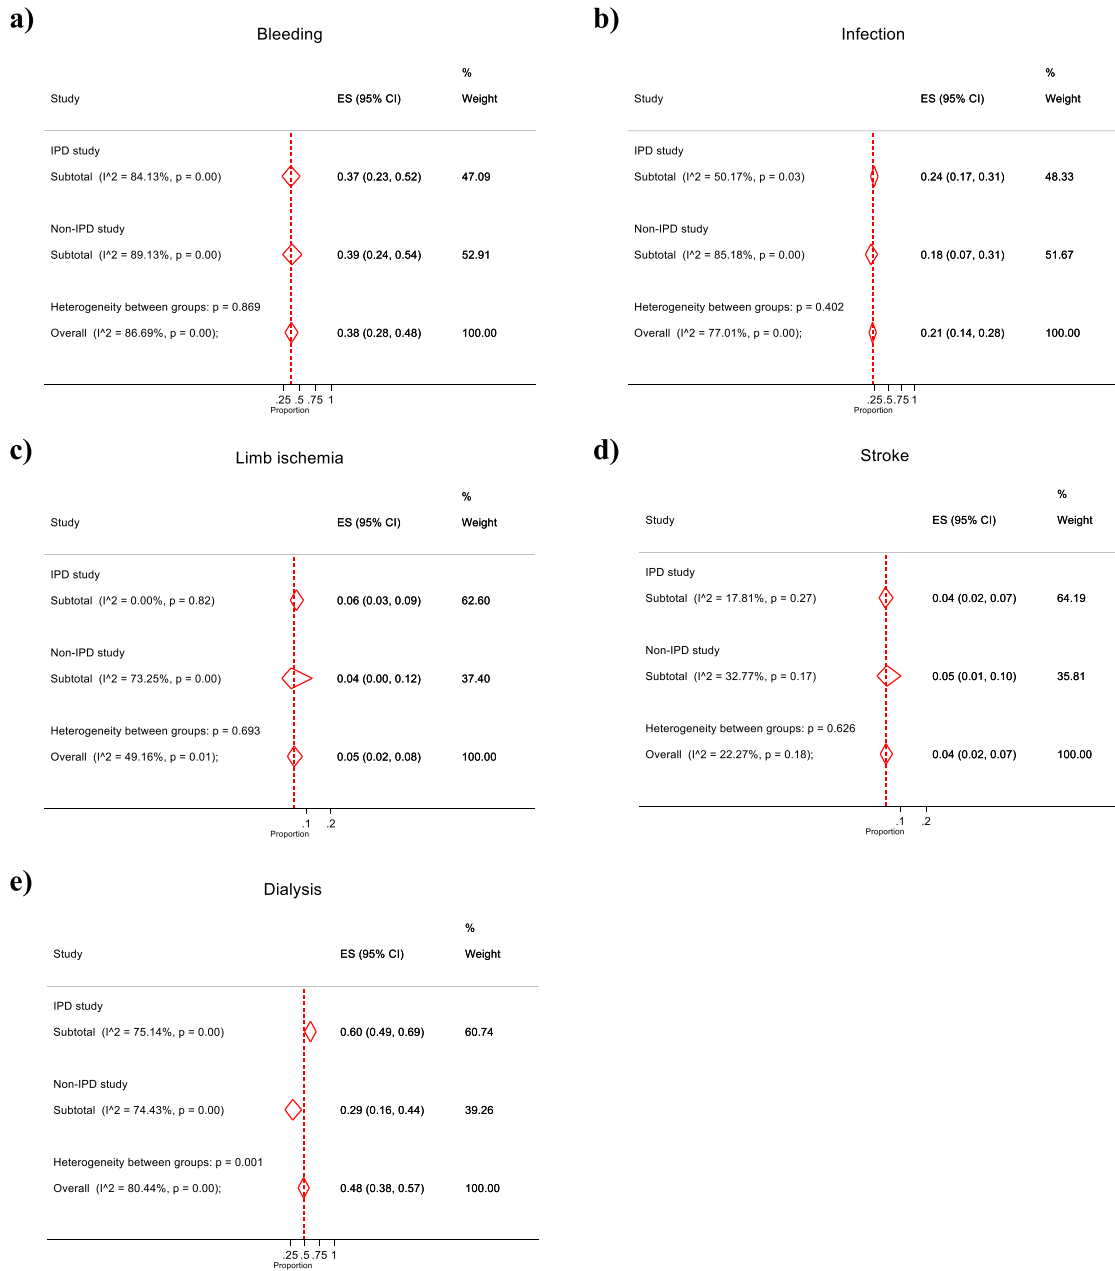 a)
Bleeding
%
Study ES (95% CI) Weight
IPD study
Subtotal (I^2 = 84.13%, p = 0.00) 0.37 (0.23, 0.52) 47.09
Non-IPD study
Subtotal (I^2 = 89.13%, p = 0.00) 0.39 (0.24, 0.54) 52.91
Heterogeneity between groups: p = 0.869
Overall (I^2 = 86.69%, p = 0.00); 0.38 (0.28, 0.48) 100.00
.25 .5 .75 1
Proportion
b)
Infection
%
Study ES (95% CI) Weight
IPD study
Subtotal (I^2 = 50.17%, p = 0.03) 0.24 (0.17, 0.31) 48.33
Non-IPD study
Subtotal (I^2 = 85.18%, p = 0.00) 0.18 (0.07, 0.31) 51.67
Heterogeneity between groups: p = 0.402
Overall (I^2 = 77.01%, p = 0.00); 0.21 (0.14, 0.28) 100.00
.25 .5 .75 1
Proportion
c)
Limb ischemia
%
Study ES (95% CI) Weight
IPD study
Subtotal (I^2 = 0.00%, p = 0.82) 0.06 (0.03, 0.09) 62.60
Non-IPD study
Subtotal (I^2 = 73.25%, p = 0.00) 0.04 (0.00, 0.12) 37.40
Heterogeneity between groups: p = 0.693
Overall (I^2 = 49.16%, p = 0.01); 0.05 (0.02, 0.08) 100.00
.1 .2
Proportion
d)
Stroke
%
Study ES (95% CI) Weight
IPD study
Subtotal (I^2 = 17.81%, p = 0.27) 0.04 (0.02, 0.07) 64.19
Non-IPD study
Subtotal (I^2 = 32.77%, p = 0.17) 0.05 (0.01, 0.10) 35.81
Heterogeneity between groups: p = 0.626
Overall (I^2 = 22.27%, p = 0.18); 0.04 (0.02, 0.07) 100.00
.1 .2
Proportion
e)
Dialysis
%
Study ES (95% CI) Weight
IPD study
Subtotal (I^2 = 75.14%, p = 0.00) 0.60 (0.49, 0.69) 60.74
Non-IPD study
Subtotal (I^2 = 74.43%, p = 0.00) 0.29 (0.16, 0.44) 39.26
Heterogeneity between groups: p = 0.001
Overall (I^2 = 80.44%, p = 0.00); 0.48 (0.38, 0.57) 100.00
.25 .5 .75 1
Proportion